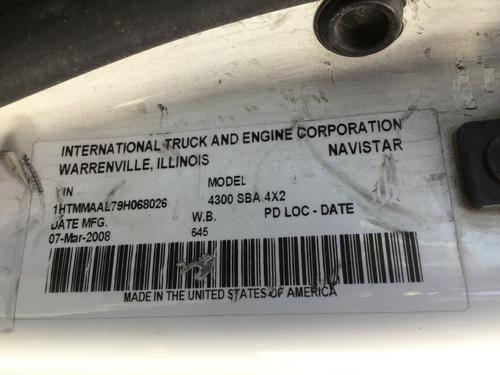 INTERNATIONAL TRUCK AND ENGINE CORPORATION
WARRENVILLE, ILLINOIS NAVISTAR
VIN MODEL
1HTMMAAL79H068026 4300 SBA 4X2
DATE MFG. W.B. PD LOC - DATE
07-Mar-2008 645
MADE IN THE UNITED STATES OF AMERICA